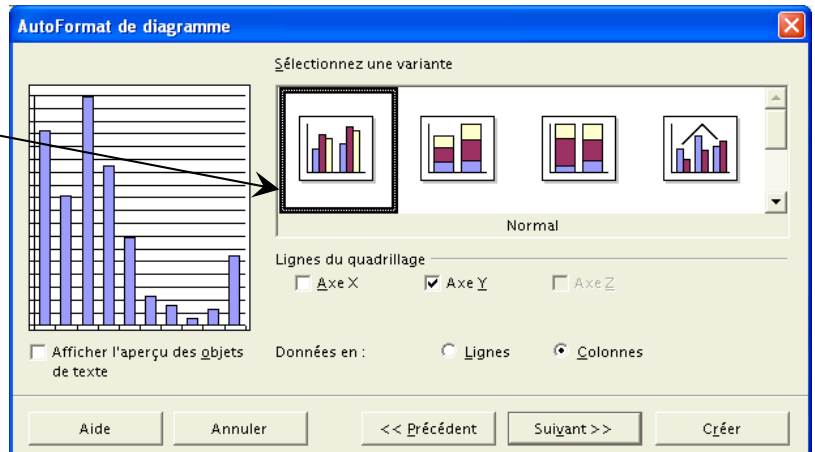 AutoFormat de diagramme
Sélectionnez une variante
Normal
Lignes du quadrillage
Axe X
Axe Y
Axe Z
Afficher l'aperçu des objets
de texte
Données en :
Lignes
Colonnes
Aide
Annuler
<< Précédent
Suivant >>
Créer